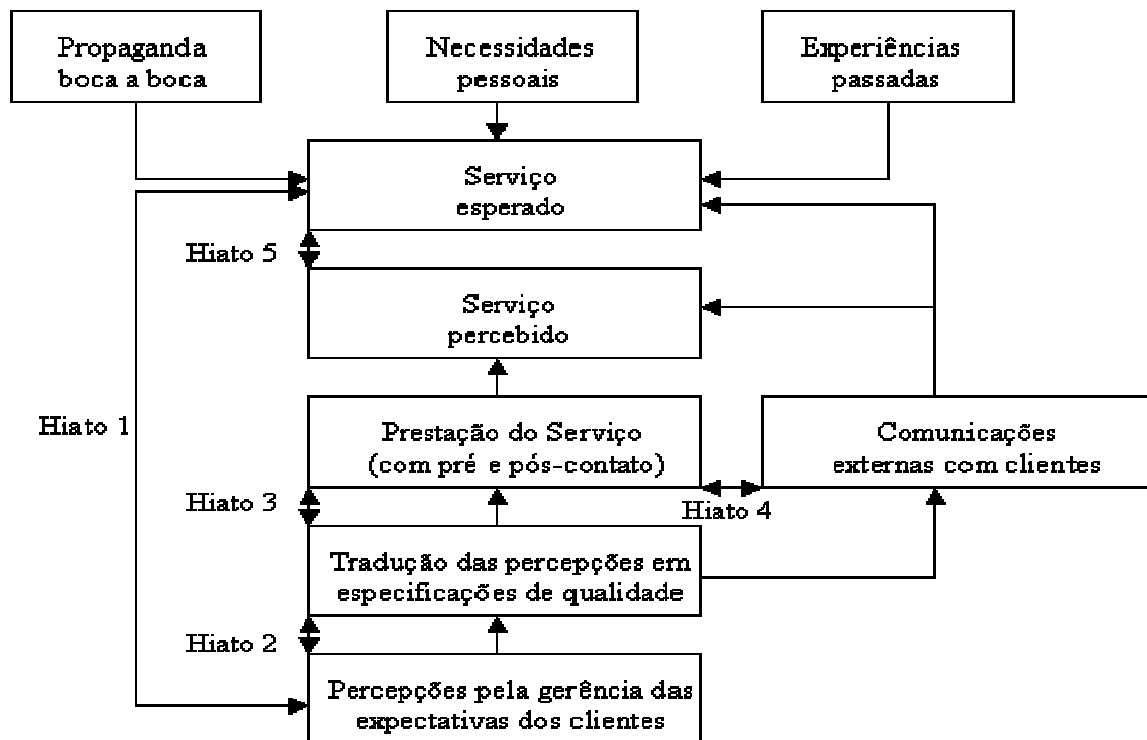 Propaganda
boca a boca
Necessidades
pessoais
Experiências
passadas
Serviço
esperado
Hiato 5
Serviço
percebido
Hiato 1
Prestação do Serviço
(com pré e pós-contato)
Comunicações
externas com clientes
Hiato 3
Hiato 4
Tradução das percepções em
especificações de qualidade
Hiato 2
Percepções pela gerência das
expectativas dos clientes